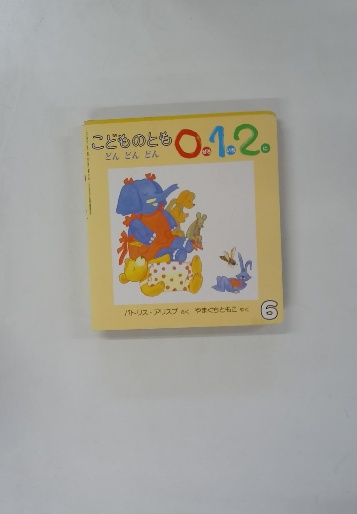 こどものとも 0 1 2
どん どん どん
パトリス・アリスプ さく やまぐちともこ やく
6